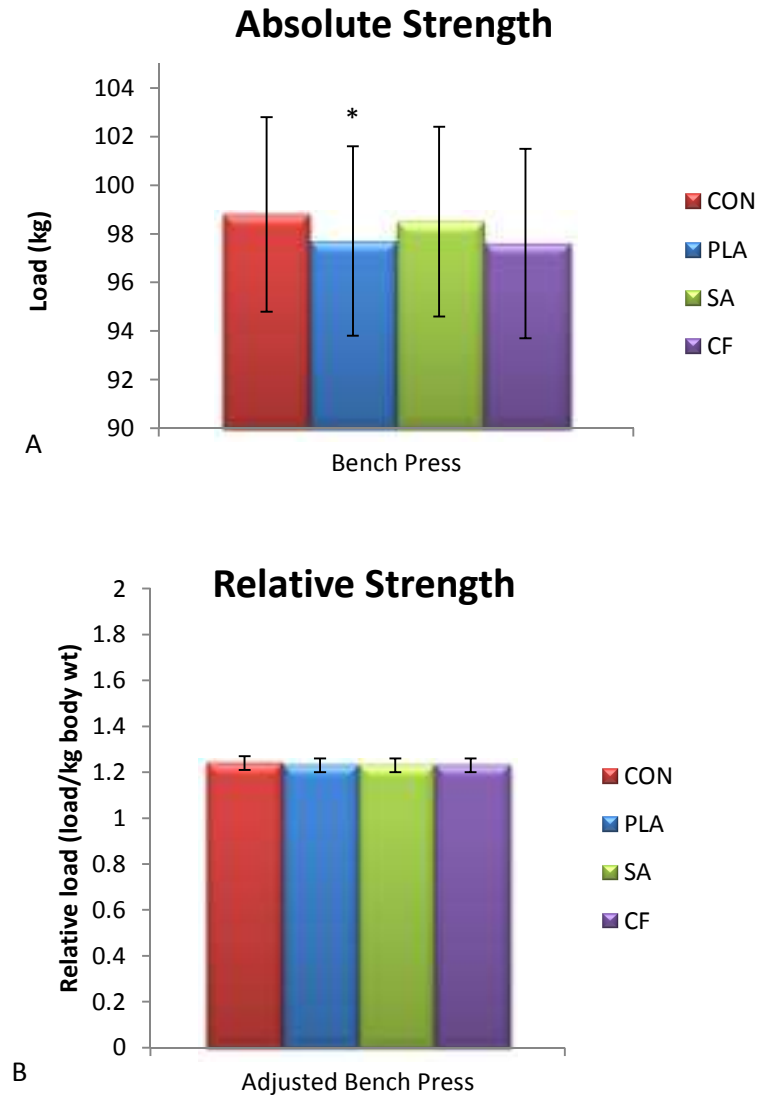 Absolute Strength
104
102
100
98
96
94
92
90
Load (kg)
*
CON
PLA
SA
CF
A
Bench Press
Relative Strength
2
1.8
1.6
1.4
1.2
1
0.8
0.6
0.4
0.2
0
Relative load (load/kg body wt)
CON
PLA
SA
CF
B
Adjusted Bench Press